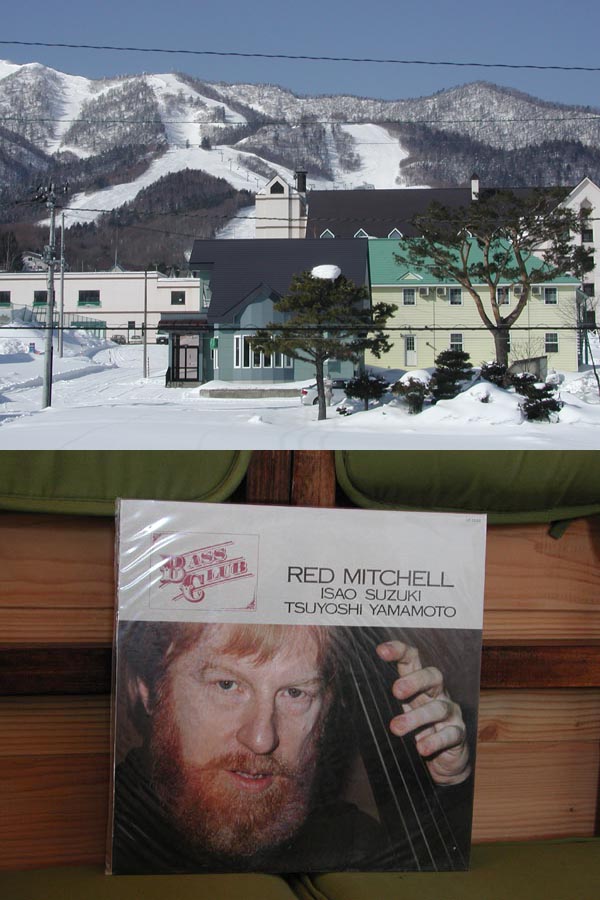 BASS
CLUB
RED MITCHELL
ISAO SUZUKI
TSUYOSHI YAMAMOTO